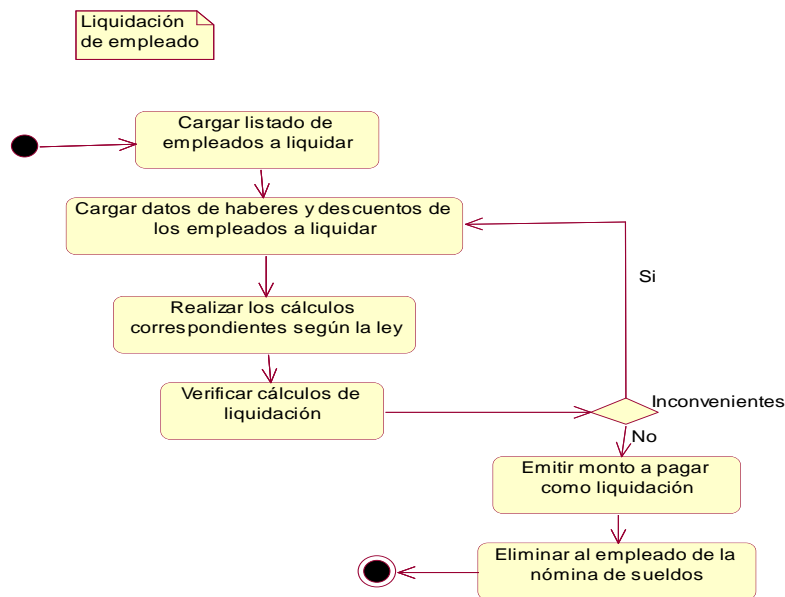 Liquidación
de empleado
Cargar listado de
empleados a liquidar
Cargar datos de haberes y descuentos de
los empleados a liquidar
Si
Realizar los cálculos
correspondientes según la ley
Verificar cálculos de
liquidación
Inconvenientes
No
Emitir monto a pagar
como liquidación
Eliminar al empleado de la
nómina de sueldos